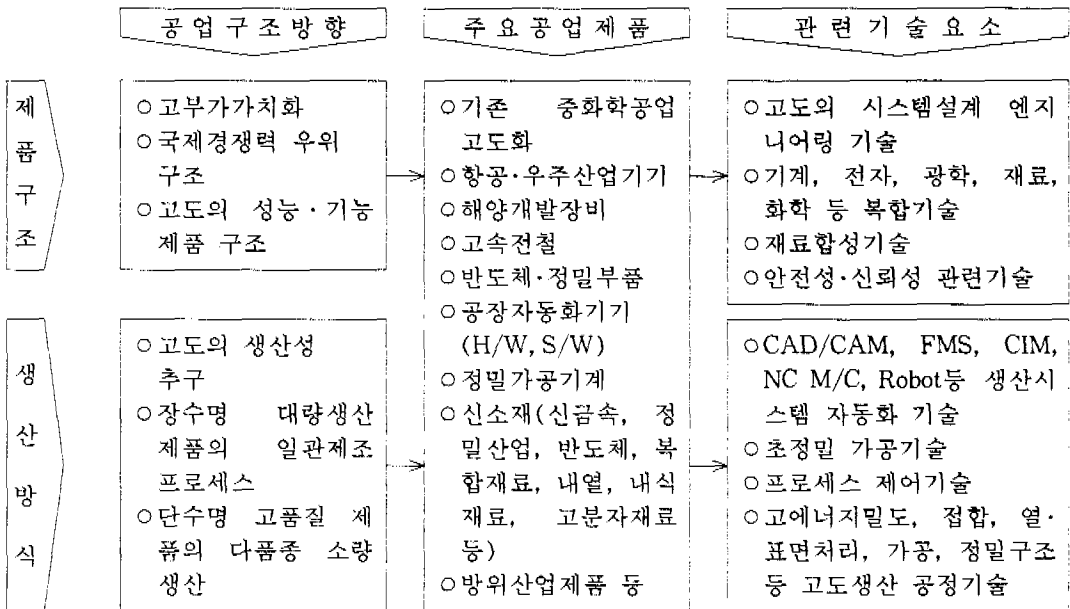 공업구조방향
주요공업제품
관련기술요소
제품구조
○고부가가치화
○국제경쟁력 우위
구조
○고도의 성능·기능
제품 구조
○기존 중화학공업
고도화
○항공·우주산업기기
○해양개발장비
○고속전철
○반도체·정밀부품
○공장자동화기기
(H/W, S/W)
○정밀가공기계
○신소재(신금속, 정
밀산업, 반도체, 복
합재료, 내열, 내식
재료, 고분자재료
등)
○방위산업제품 등
○고도의 시스템설계 엔지
니어링 기술
○기계, 전자, 광학, 재료,
화학 등 복합기술
○재료합성기술
○안전성·신뢰성 관련기술
생산방식
○고도의 생산성
추구
○장수명 대량생산
제품의 일관제조
프로세스
○단수명 고품질 제
품의 다품종 소량
생산
○CAD/CAM, FMS, CIM,
NC M/C, Robot등 생산시
스템 자동화 기술
○초정밀 가공기술
○프로세스 제어기술
○고에너지밀도, 접합, 열·
표면처리, 가공, 정밀구조
등 고도생산 공정기술